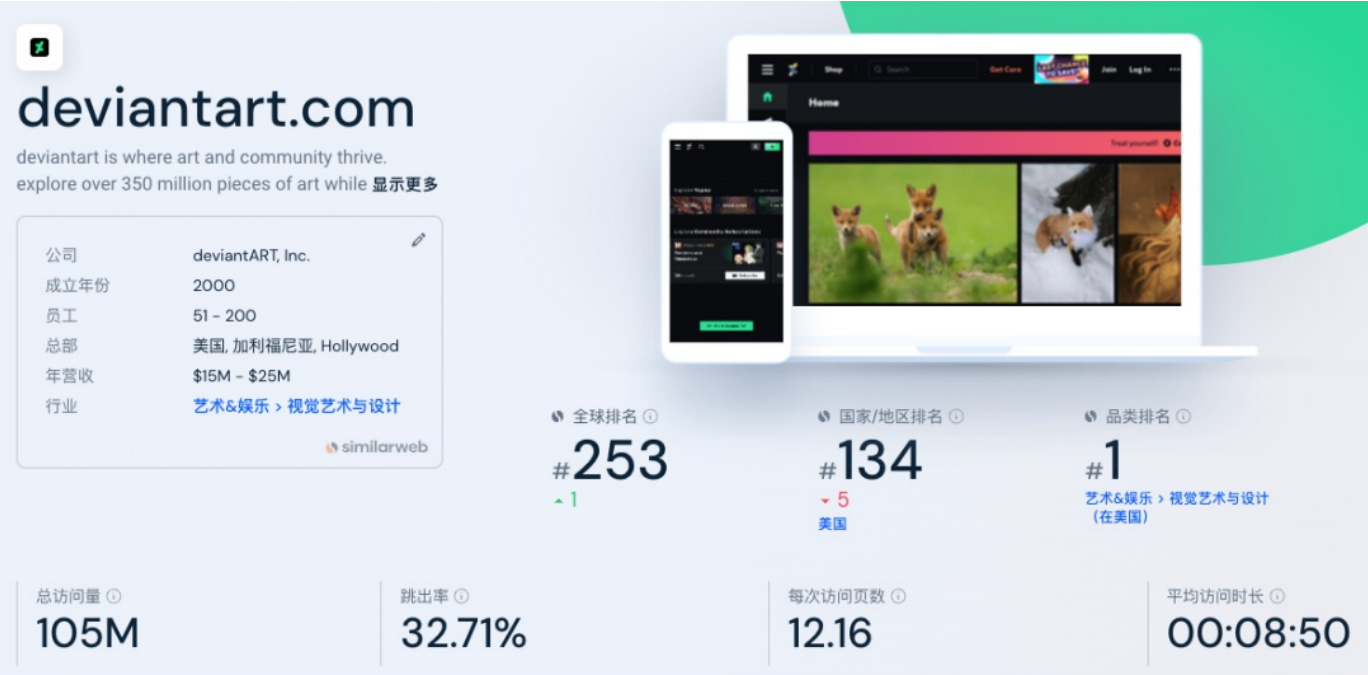 deviantart.com
deviantart is where art and community thrive.
explore over 350 million pieces of art while 显示更多
公司 deviantART, Inc.
成立年份 2000
员工 51 - 200
总部 美国, 加利福尼亚, Hollywood
年营收 $15M - $25M
行业 艺术&娱乐 > 视觉艺术与设计
similarweb
Shop Search Get Core LAST CHANCE TO SAVE! Join Log In
Home
Treat yourself!
全球排名
#253
1
国家/地区排名
#134
5
美国
品类排名
#1
艺术&娱乐 > 视觉艺术与设计
(在美国)
总访问量
105M
跳出率
32.71%
每次访问页数
12.16
平均访问时长
00:08:50